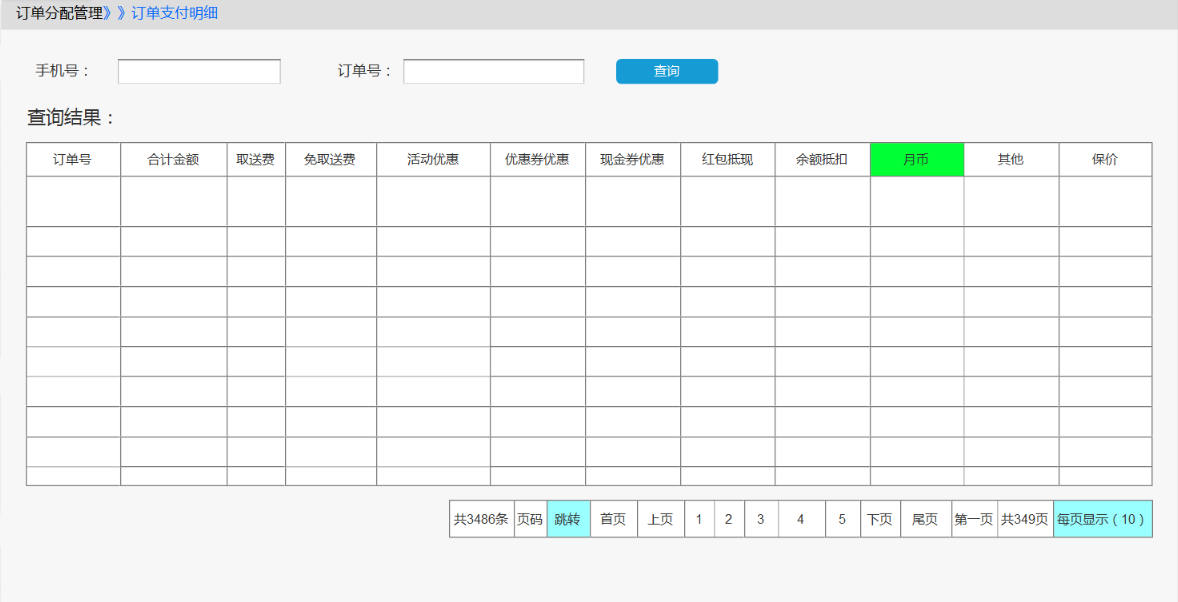 订单分配管理》》订单支付明细
手机号： 订单号： 查询
查询结果：
订单号 合计金额 取送费 免取送费 活动优惠 优惠券优惠 现金券优惠 红包抵现 余额抵扣 月币 其他 保价
共3486条 页码 跳转 首页 上页 1 2 3 4 5 下页 尾页 第一页 共349页 每页显示（10）